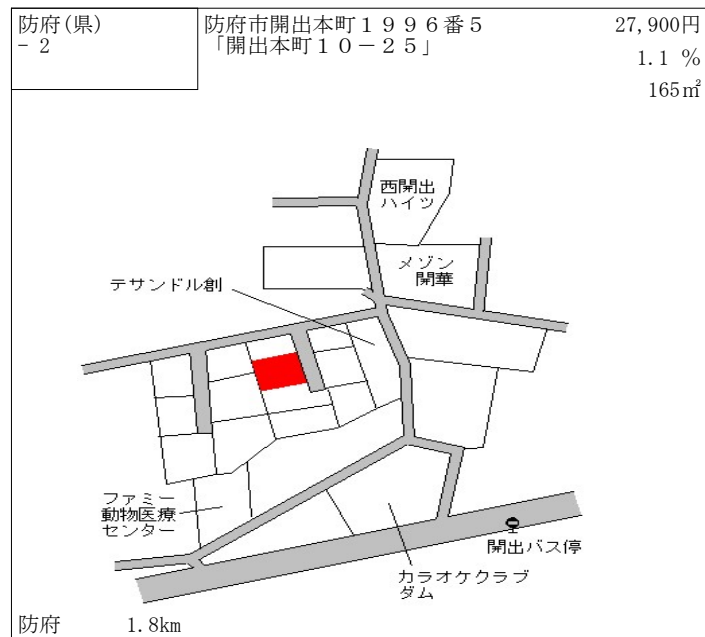 防府(県)
- 2
防府市開出本町１９９６番５
「開出本町１０－２５」
27,900円
1.1 %
165㎡
西開出
ハイツ
メゾン
開華
テサンドル創
ファミー
動物医療
センター
開出バス停
カラオケクラブ
ダム
防府 1.8km